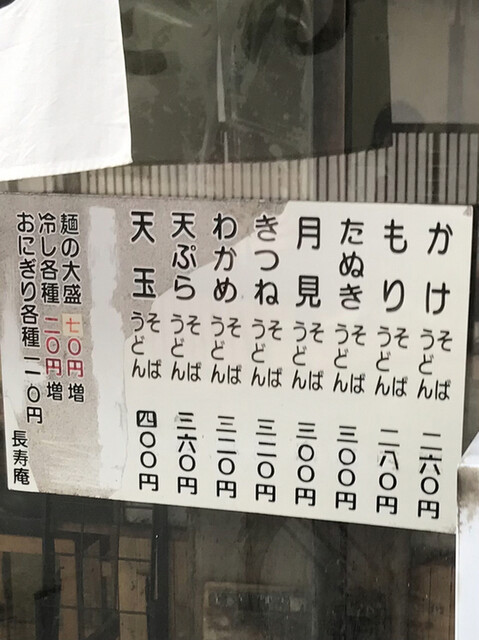 かけ そば うどん 二六〇円
もり そば うどん 二八〇円
たぬき そば うどん 三〇〇円
月見 そば うどん 三〇〇円
きつね そば うどん 三二〇円
わかめ そば うどん 三二〇円
天ぷら そば うどん 三六〇円
天玉 そば うどん 四〇〇円
麺の大盛 七〇円増
冷し各種 二〇円増
おにぎり各種 一一〇円
長寿庵